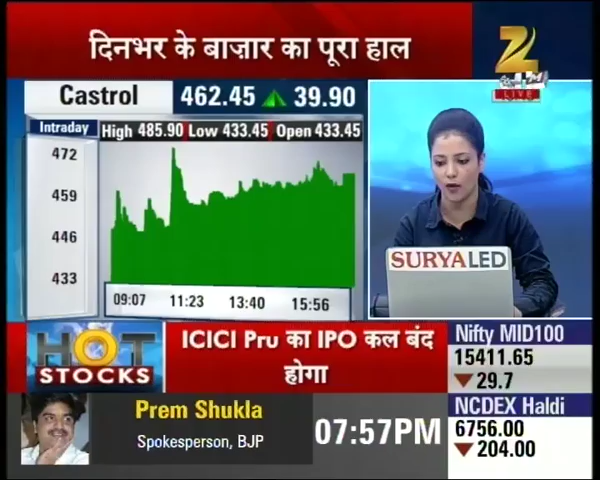 दिनभर के बाज़ार का पूरा हाल
Z
LIVE
Castrol 462.45 39.90
Intraday High 485.90 Low 433.45 Open 433.45
472
459
446
433
09:07 11:23 13:40 15:56
SURYA LED
HOT
STOCKS
ICICI Pru का IPO कल बंद
होगा
Nifty MID100
15411.65
29.7
Prem Shukla
Spokesperson, BJP
07:57PM
NCDEX Haldi
6756.00
204.00